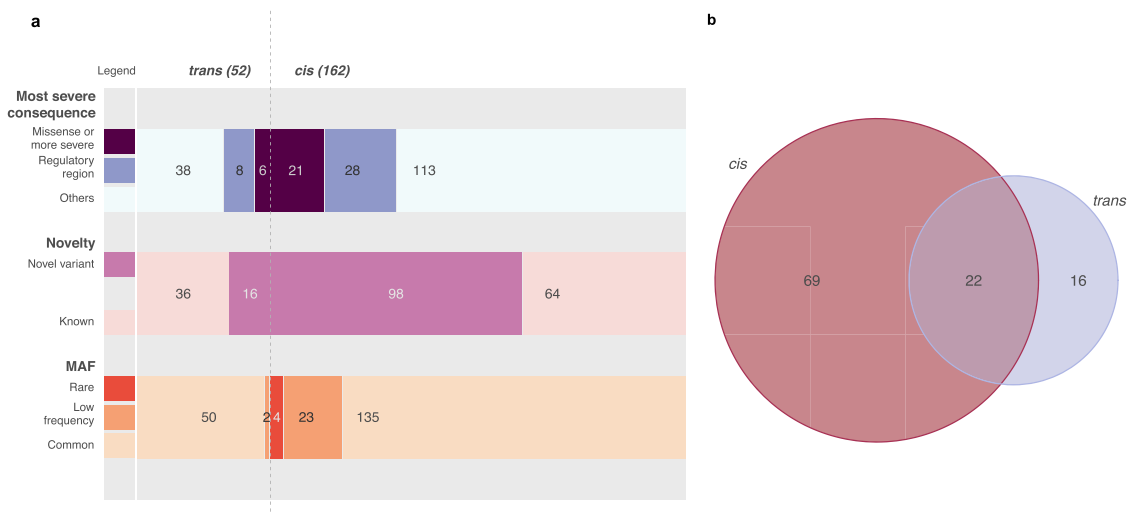 a
Legend
trans (52)
cis (162)
Most severe
consequence
Missense or
more severe
Regulatory
region
Others
38
8
6
21
28
113
Novelty
Novel variant
Known
36
16
98
64
MAF
Rare
Low
frequency
Common
50
2
4
23
135
b
cis
trans
69
22
16